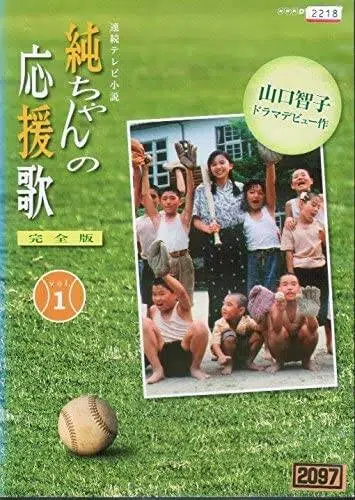 NHKD
2218
連続テレビ小説
純ちゃんの
応援歌
完全版
vol.
1
山口智子
ドラマデビュー作
2097